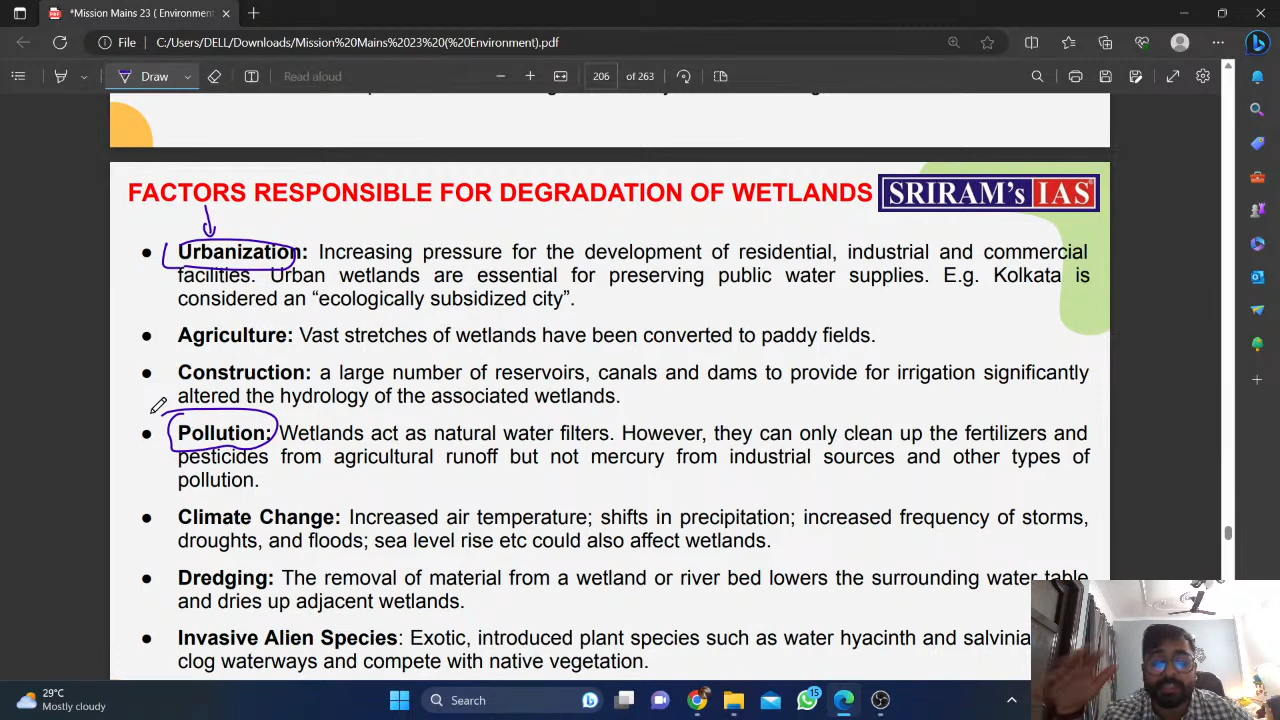 *Mission Mains 23 ( Environment
File C:/Users/DELL/Downloads/Mission%20Mains%2023%20(%20Environment).pdf
Draw Read aloud 206 of 263
FACTORS RESPONSIBLE FOR DEGRADATION OF WETLANDS SRIRAM's IAS
● Urbanization: Increasing pressure for the development of residential, industrial and commercial
facilities. Urban wetlands are essential for preserving public water supplies. E.g. Kolkata is
considered an “ecologically subsidized city”.
● Agriculture: Vast stretches of wetlands have been converted to paddy fields.
● Construction: a large number of reservoirs, canals and dams to provide for irrigation significantly
altered the hydrology of the associated wetlands.
● Pollution: Wetlands act as natural water filters. However, they can only clean up the fertilizers and
pesticides from agricultural runoff but not mercury from industrial sources and other types of
pollution.
● Climate Change: Increased air temperature; shifts in precipitation; increased frequency of storms,
droughts, and floods; sea level rise etc could also affect wetlands.
● Dredging: The removal of material from a wetland or river bed lowers the surrounding water table
and dries up adjacent wetlands.
● Invasive Alien Species: Exotic, introduced plant species such as water hyacinth and salvinia
clog waterways and compete with native vegetation.
29°C
Mostly cloudy
Search
15